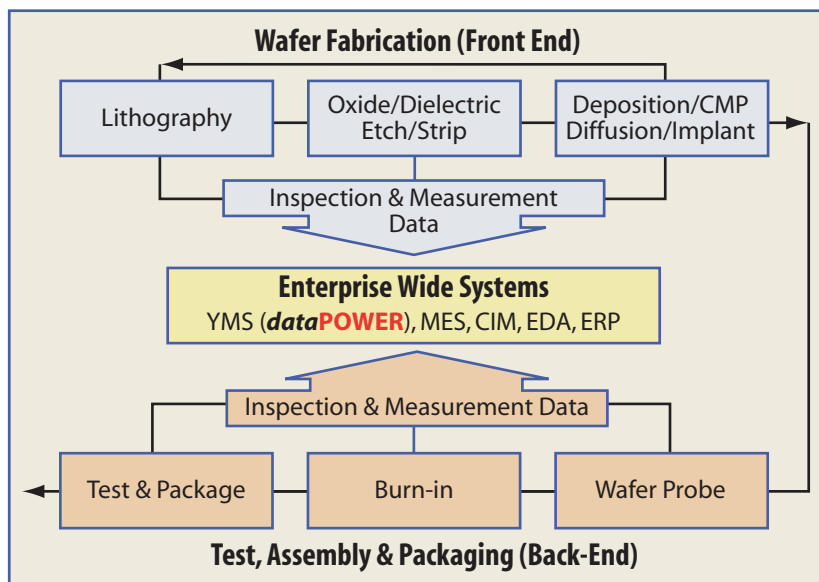 Wafer Fabrication (Front End)
Lithography
Oxide/Dielectric
Etch/Strip
Deposition/CMP
Diffusion/Implant
Inspection & Measurement
Data
Enterprise Wide Systems
YMS (dataPOWER), MES, CIM, EDA, ERP
Inspection & Measurement Data
Test & Package
Burn-in
Wafer Probe
Test, Assembly & Packaging (Back-End)